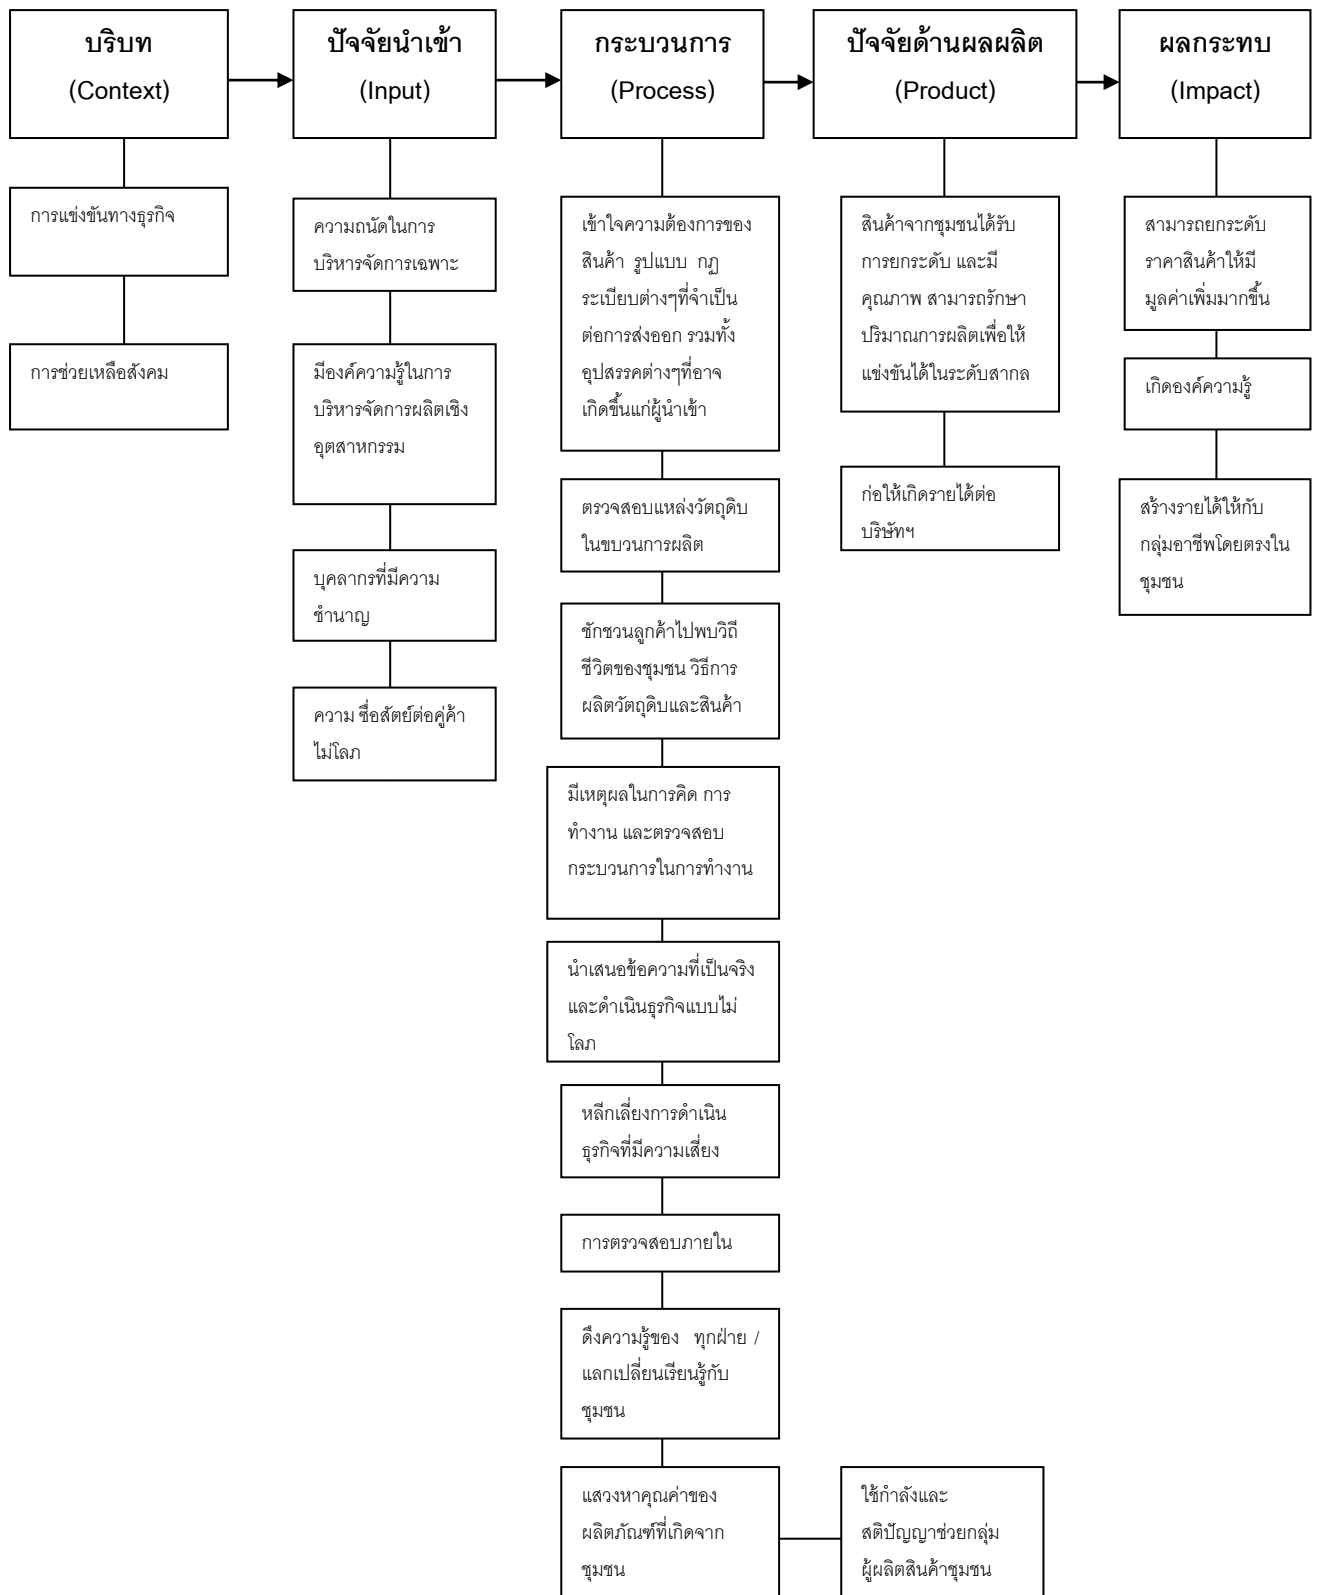 บริบท
(Context)
ปัจจัยนำเข้า
(Input)
กระบวนการ
(Process)
ปัจจัยด้านผลผลิต
(Product)
ผลกระทบ
(Impact)
การแข่งขันทางธุรกิจ
การช่วยเหลือสังคม
ความถนัดในการ
บริหารจัดการเฉพาะ
มีองค์ความรู้ในการ
บริหารจัดการผลิตเชิง
อุตสาหกรรม
บุคลากรที่มีความ
ชำนาญ
ความ ซื่อสัตย์ต่อคู่ค้า
ไม่โลภ
เข้าใจความต้องการของ
สินค้า รูปแบบ กฏ
ระเบียบต่างๆที่จำเป็น
ต่อการส่งออก รวมทั้ง
อุปสรรคต่างๆที่อาจ
เกิดขึ้นแก่ผู้นำเข้า
ตรวจสอบแหล่งวัตถุดิบ
ในขบวนการผลิต
ชักชวนลูกค้าไปพบวิถี
ชีวิตของชุมชน วิธีการ
ผลิตวัตถุดิบและสินค้า
มีเหตุผลในการคิด การ
ทำงาน และตรวจสอบ
กระบวนการในการทำงาน
นำเสนอข้อความที่เป็นจริง
และดำเนินธุรกิจแบบไม่
โลภ
หลีกเลี่ยงการดำเนิน
ธุรกิจที่มีความเสี่ยง
การตรวจสอบภายใน
ดึงความรู้ของ ทุกฝ่าย /
แลกเปลี่ยนเรียนรู้กับ
ชุมชน
แสวงหาคุณค่าของ
ผลิตภัณฑ์ที่เกิดจาก
ชุมชน
ใช้กำลังและ
สติปัญญาช่วยกลุ่ม
ผู้ผลิตสินค้าชุมชน
สินค้าจากชุมชนได้รับ
การยกระดับ และมี
คุณภาพ สามารถรักษา
ปริมาณการผลิตเพื่อให้
แข่งขันได้ในระดับสากล
ก่อให้เกิดรายได้ต่อ
บริษัทฯ
สามารถยกระดับ
ราคาสินค้าให้มี
มูลค่าเพิ่มมากขึ้น
เกิดองค์ความรู้
สร้างรายได้ให้กับ
กลุ่มอาชีพโดยตรงใน
ชุมชน